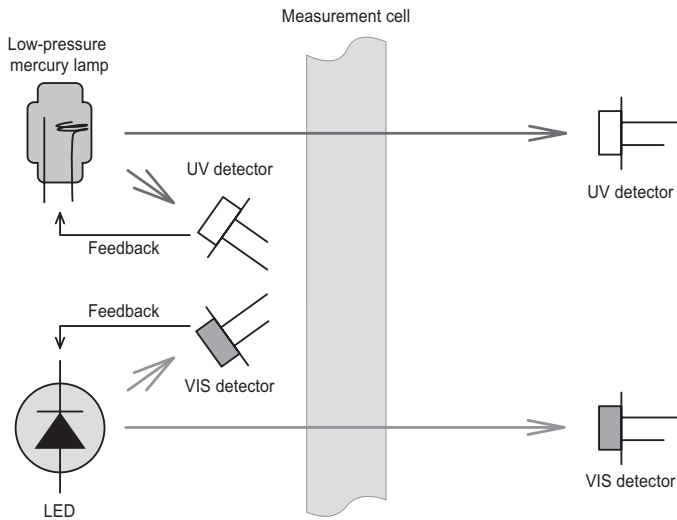 Measurement cell
Low-pressure
mercury lamp
UV detector
UV detector
Feedback
Feedback
VIS detector
VIS detector
LED